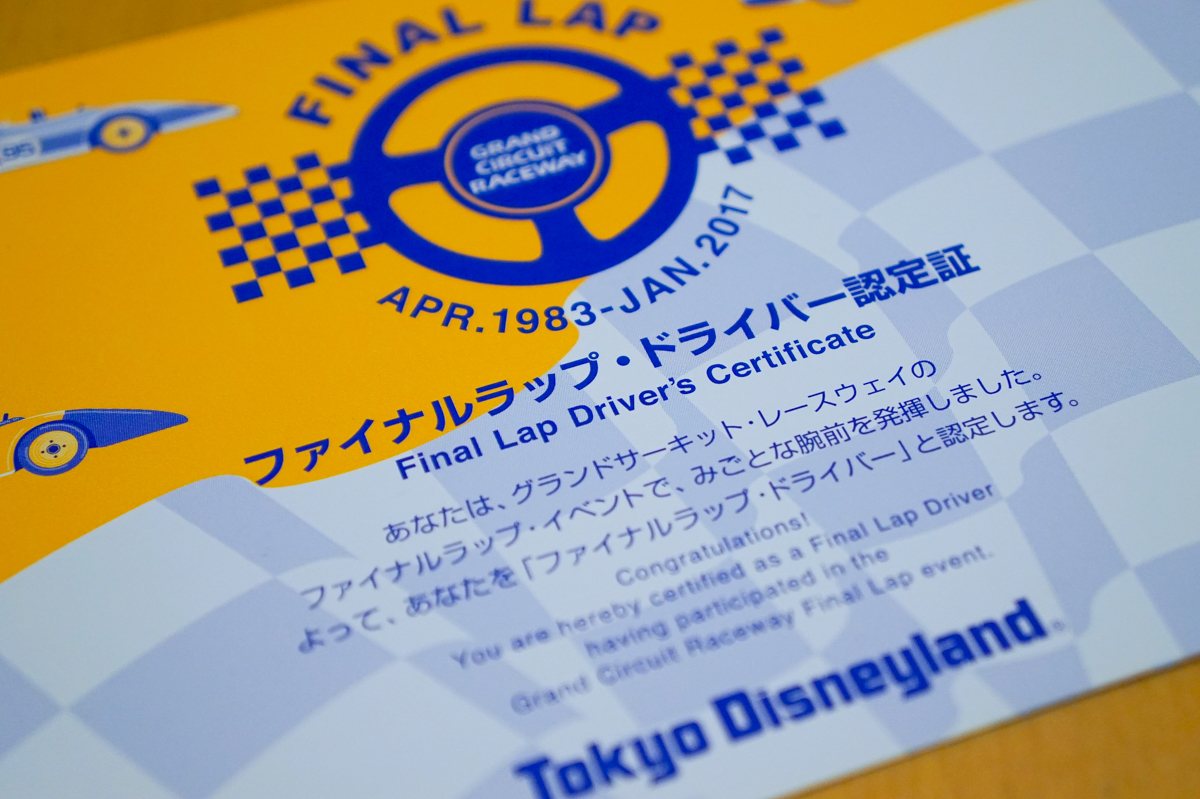 FINAL LAP
GRAND
CIRCUIT
RACEWAY
APR.1983-JAN.2017
95
ファイナルラップ・ドライバー認定証
Final Lap Driver's Certificate
あなたは、グランドサーキット・レースウェイの
ファイナルラップ・イベントで、みごとな腕前を発揮しました。
よって、あなたを「ファイナルラップ・ドライバー」と認定します。
Congratulations!
You are hereby certified as a Final Lap Driver
having participated in the
Grand Circuit Raceway Final Lap event.
Tokyo Disneyland®